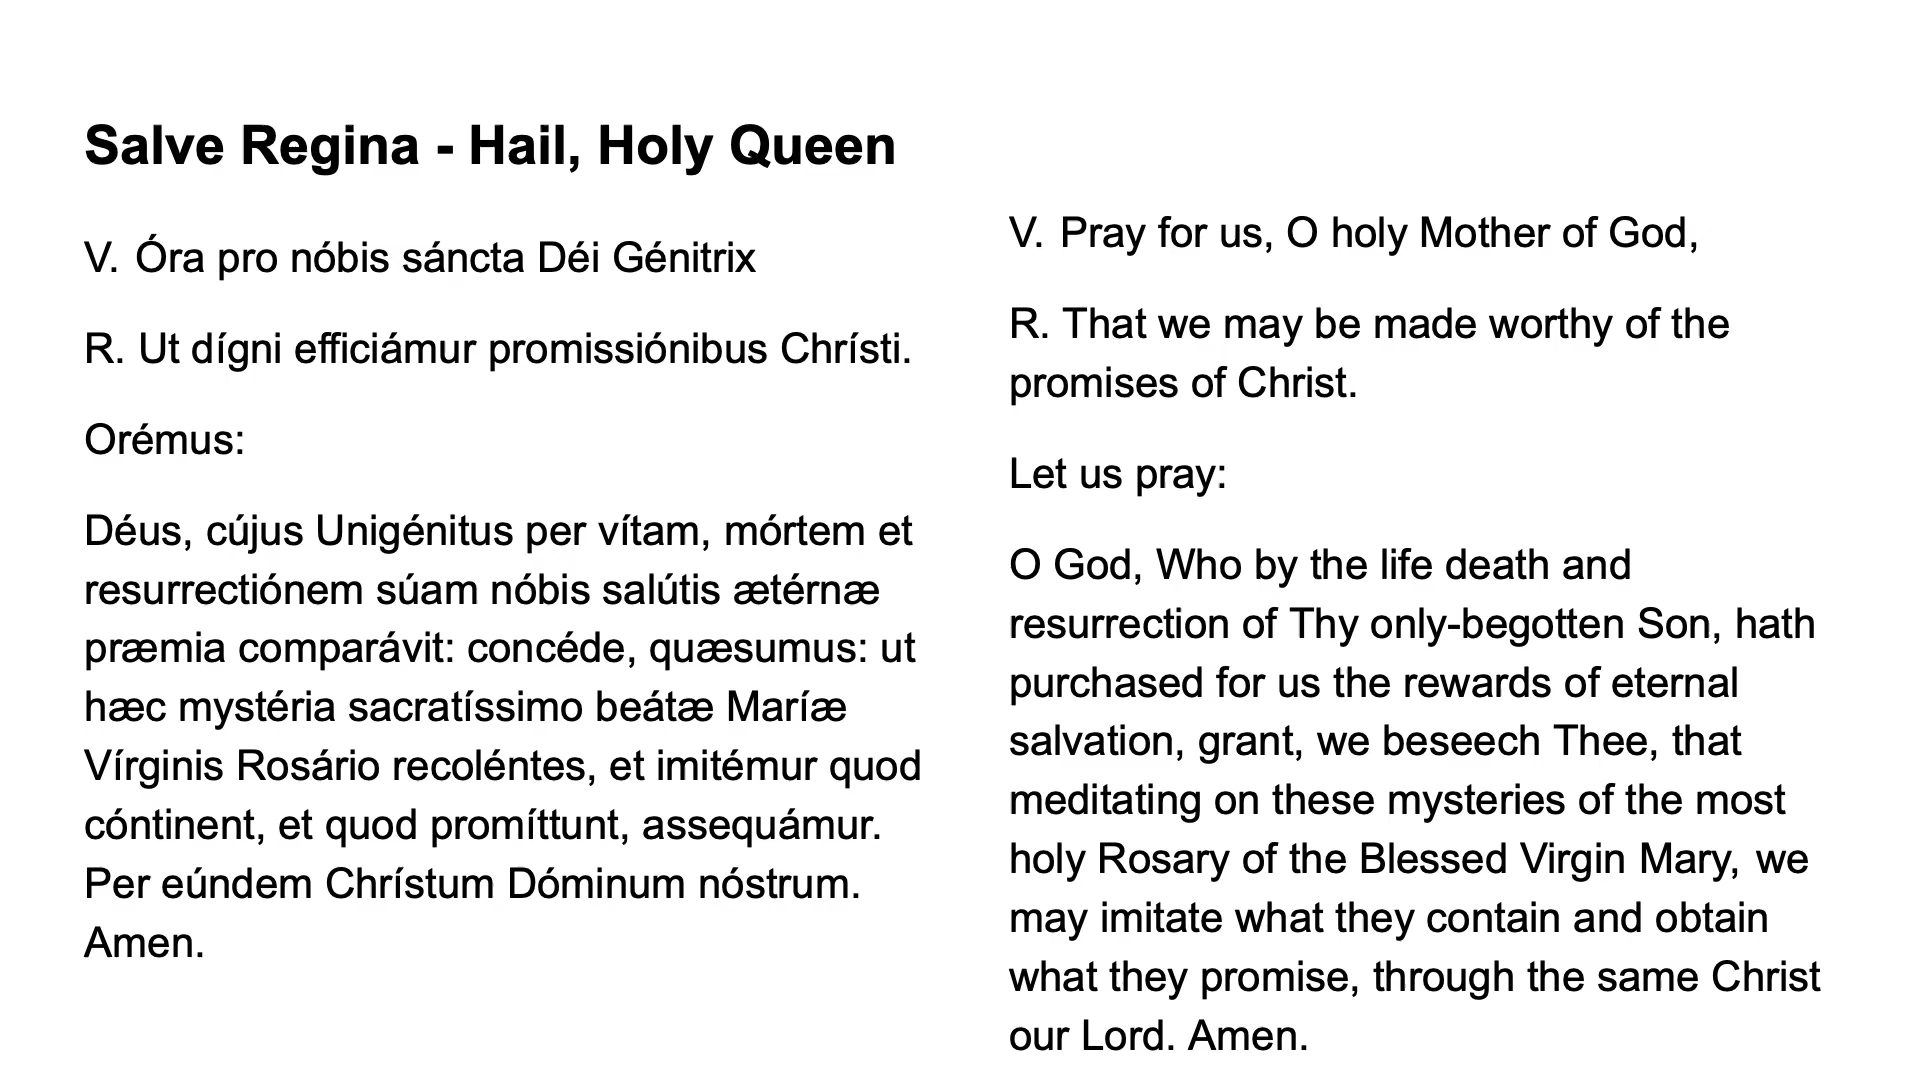 Salve Regina - Hail, Holy Queen
V. Óra pro nóbis sáncta Déi Génitrix
R. Ut dígni efficiámur promissiónibus Chrísti.
Orémus:
Déus, cújus Unigénitus per vítam, mórtem et
resurrectiónem súam nóbis salútis ætérnæ
præmia comparávit: concéde, quæsumus: ut
hæc mystéria sacratíssimo beátæ Maríæ
Vírginis Rosário recoléntes, et imitémur quod
cóntinent, et quod promíttunt, assequámur.
Per eúndem Chrístum Dóminum nóstrum.
Amen.
V. Pray for us, O holy Mother of God,
R. That we may be made worthy of the
promises of Christ.
Let us pray:
O God, Who by the life death and
resurrection of Thy only-begotten Son, hath
purchased for us the rewards of eternal
salvation, grant, we beseech Thee, that
meditating on these mysteries of the most
holy Rosary of the Blessed Virgin Mary, we
may imitate what they contain and obtain
what they promise, through the same Christ
our Lord. Amen.